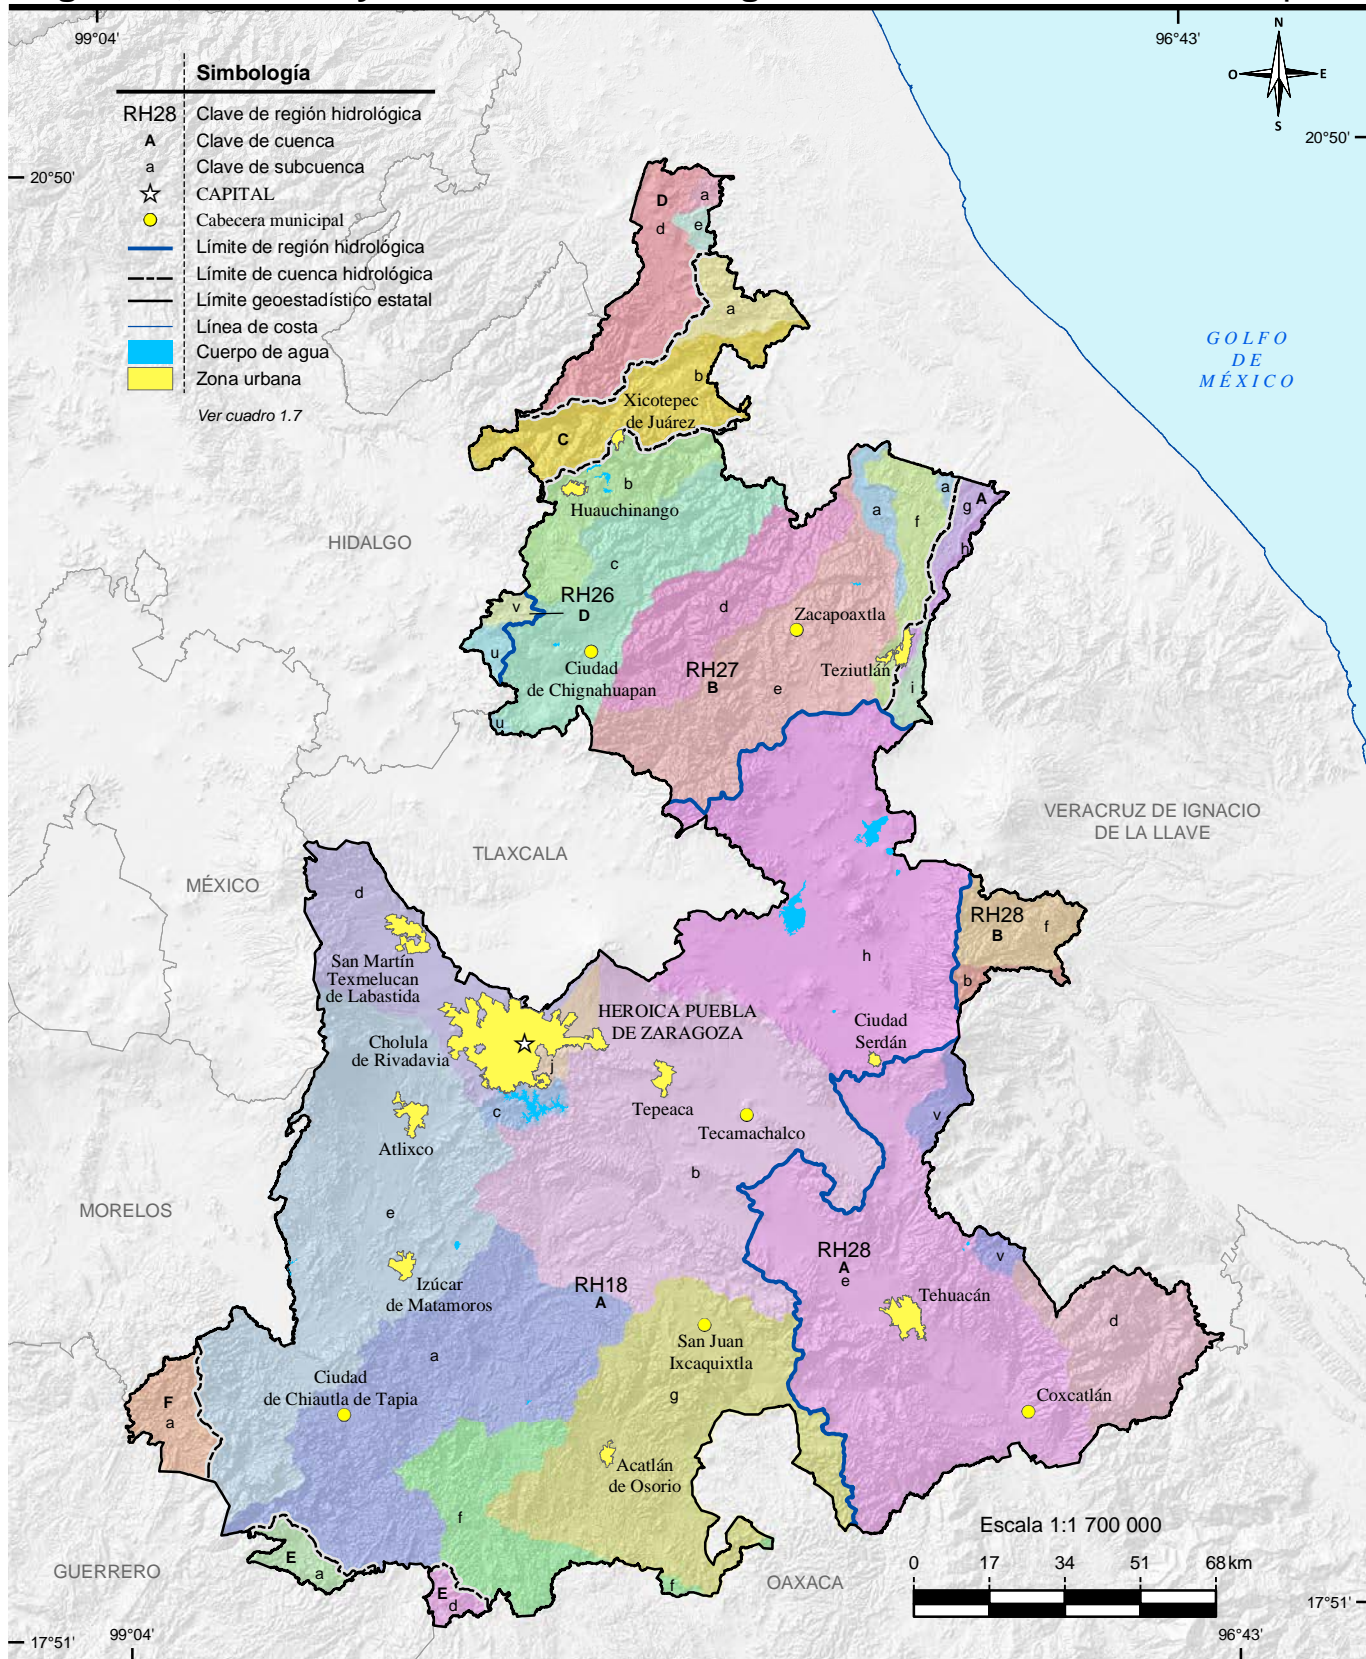 99°04'
96°43'
20°50'
20°50'
N
O
E
S
Simbología
RH28 Clave de región hidrológica
A Clave de cuenca
a Clave de subcuenca
CAPITAL
Cabecera municipal
Límite de región hidrológica
Límite de cuenca hidrológica
Límite geoestadístico estatal
Línea de costa
Cuerpo de agua
Zona urbana
Ver cuadro 1.7
GOLFO
DE
MÉXICO
D
a
d
e
a
b
Xicotepec
de Juárez
C
b
Huauchinango
a
a
g A
f
h
HIDALGO
c
RH26
D
v
d
Zacapoaxtla
u
Ciudad
de Chignahuapan
RH27
B
e
Teziutlán
i
u
VERACRUZ DE IGNACIO
DE LA LLAVE
TLAXCALA
MÉXICO
d
RH28
B
f
San Martín
Texmelucan
de Labastida
h
b
HEROICA PUEBLA
DE ZARAGOZA
Ciudad
Serdán
Cholula
de Rivadavia
j
c
Tepeaca
Tecamachalco
v
Atlixco
b
MORELOS
e
RH28
A
e
v
Izúcar
de Matamoros
RH18
A
Tehuacán
San Juan
Ixcaquixtla
d
a
Ciudad
de Chiautla de Tapia
g
Coxcatlán
F
a
Acatlán
de Osorio
f
Escala 1:1 700 000
0 17 34 51 68 km
E
a
GUERRERO
E
d
f
OAXACA
17°51'
17°51'
99°04'
96°43'